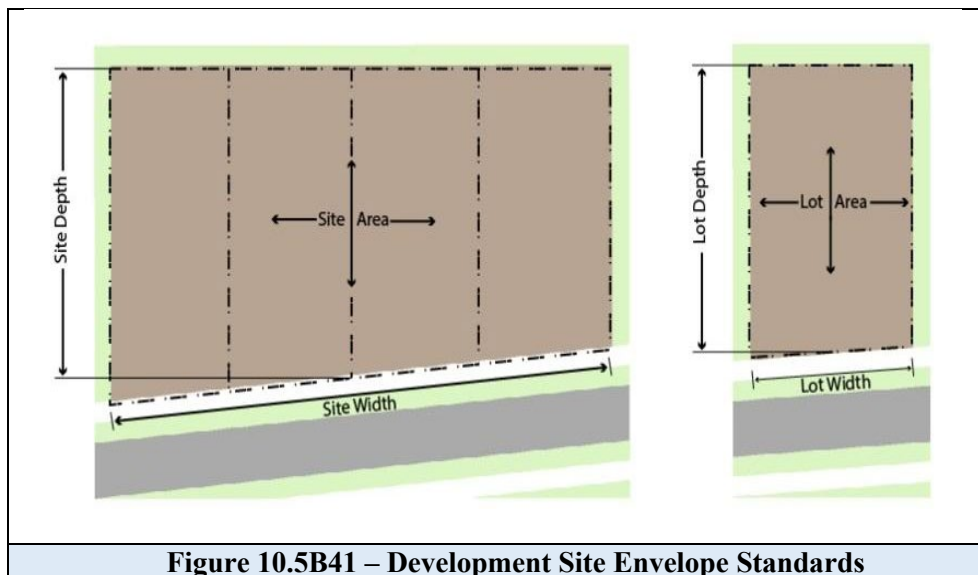 Site Depth
Site Area
Site Width
Lot Depth
Lot Area
Lot Width
Figure 10.5B41 – Development Site Envelope Standards